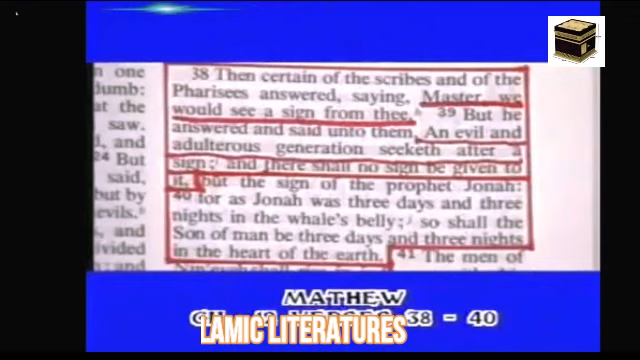 n one
lumb:
at the
saw.
, and
24 But
said,
but by
evils.
, and
ivided
: and
38 Then certain of the scribes and of the
Pharisees answered, saying, Master, we
would see a sign from thee. 39 But he
answered and said unto them, An evil and
adulterous generation seeketh after a
sign; and there shall no sign be given to
it, but the sign of the prophet Jonah:
40 for as Jonah was three days and three
nights in the whale's belly; so shall the
Son of man be three days and three nights
in the heart of the earth. 41 The men of
MATHEW
38 - 40
LAMIC LITERATURES